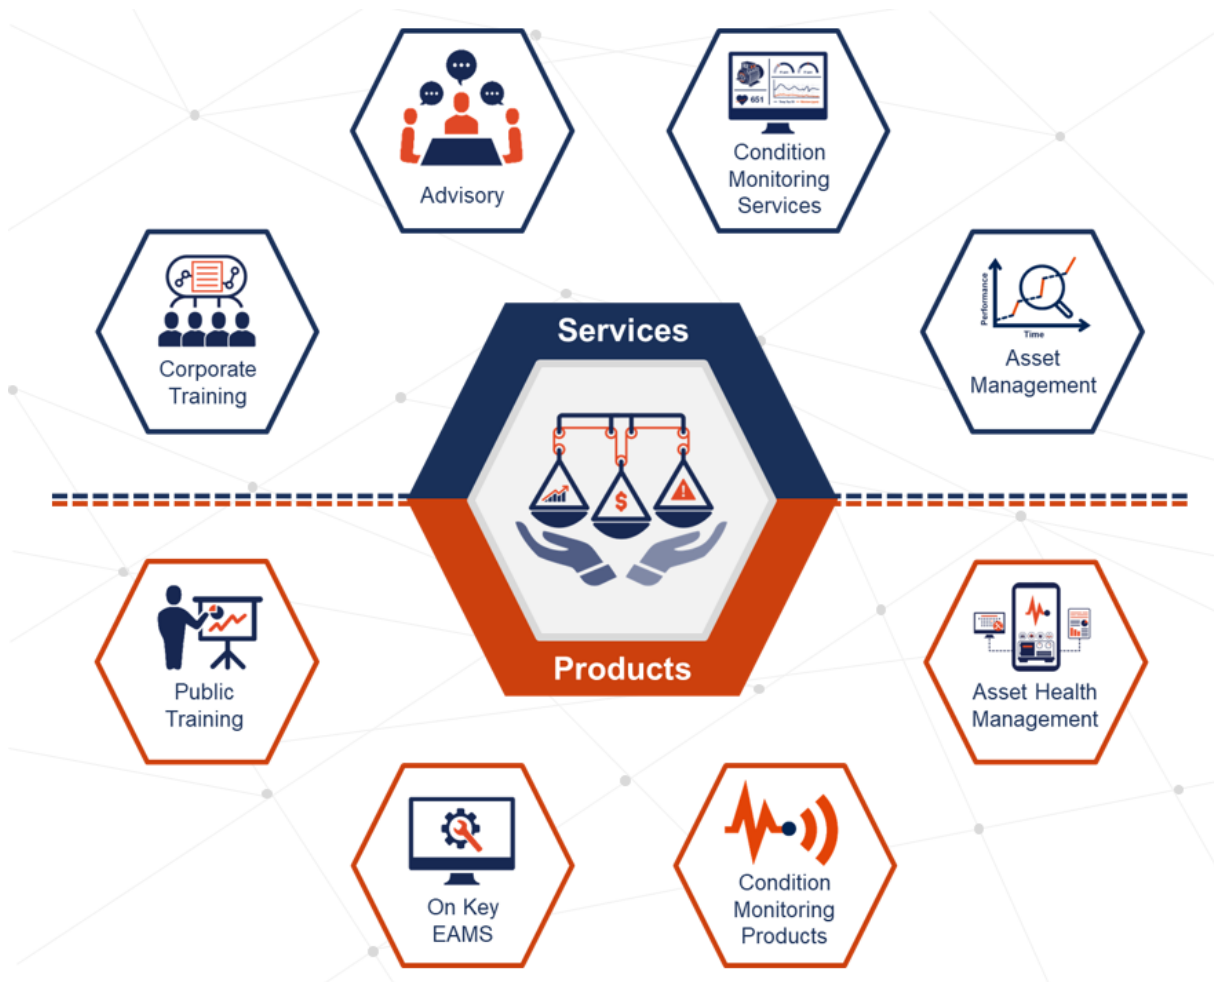 Advisory
651
Condition
Monitoring
Services
Corporate
Training
Performance
Time
Asset
Management
Services
$
Products
Public
Training
Asset Health
Management
On Key
EAMS
Condition
Monitoring
Products